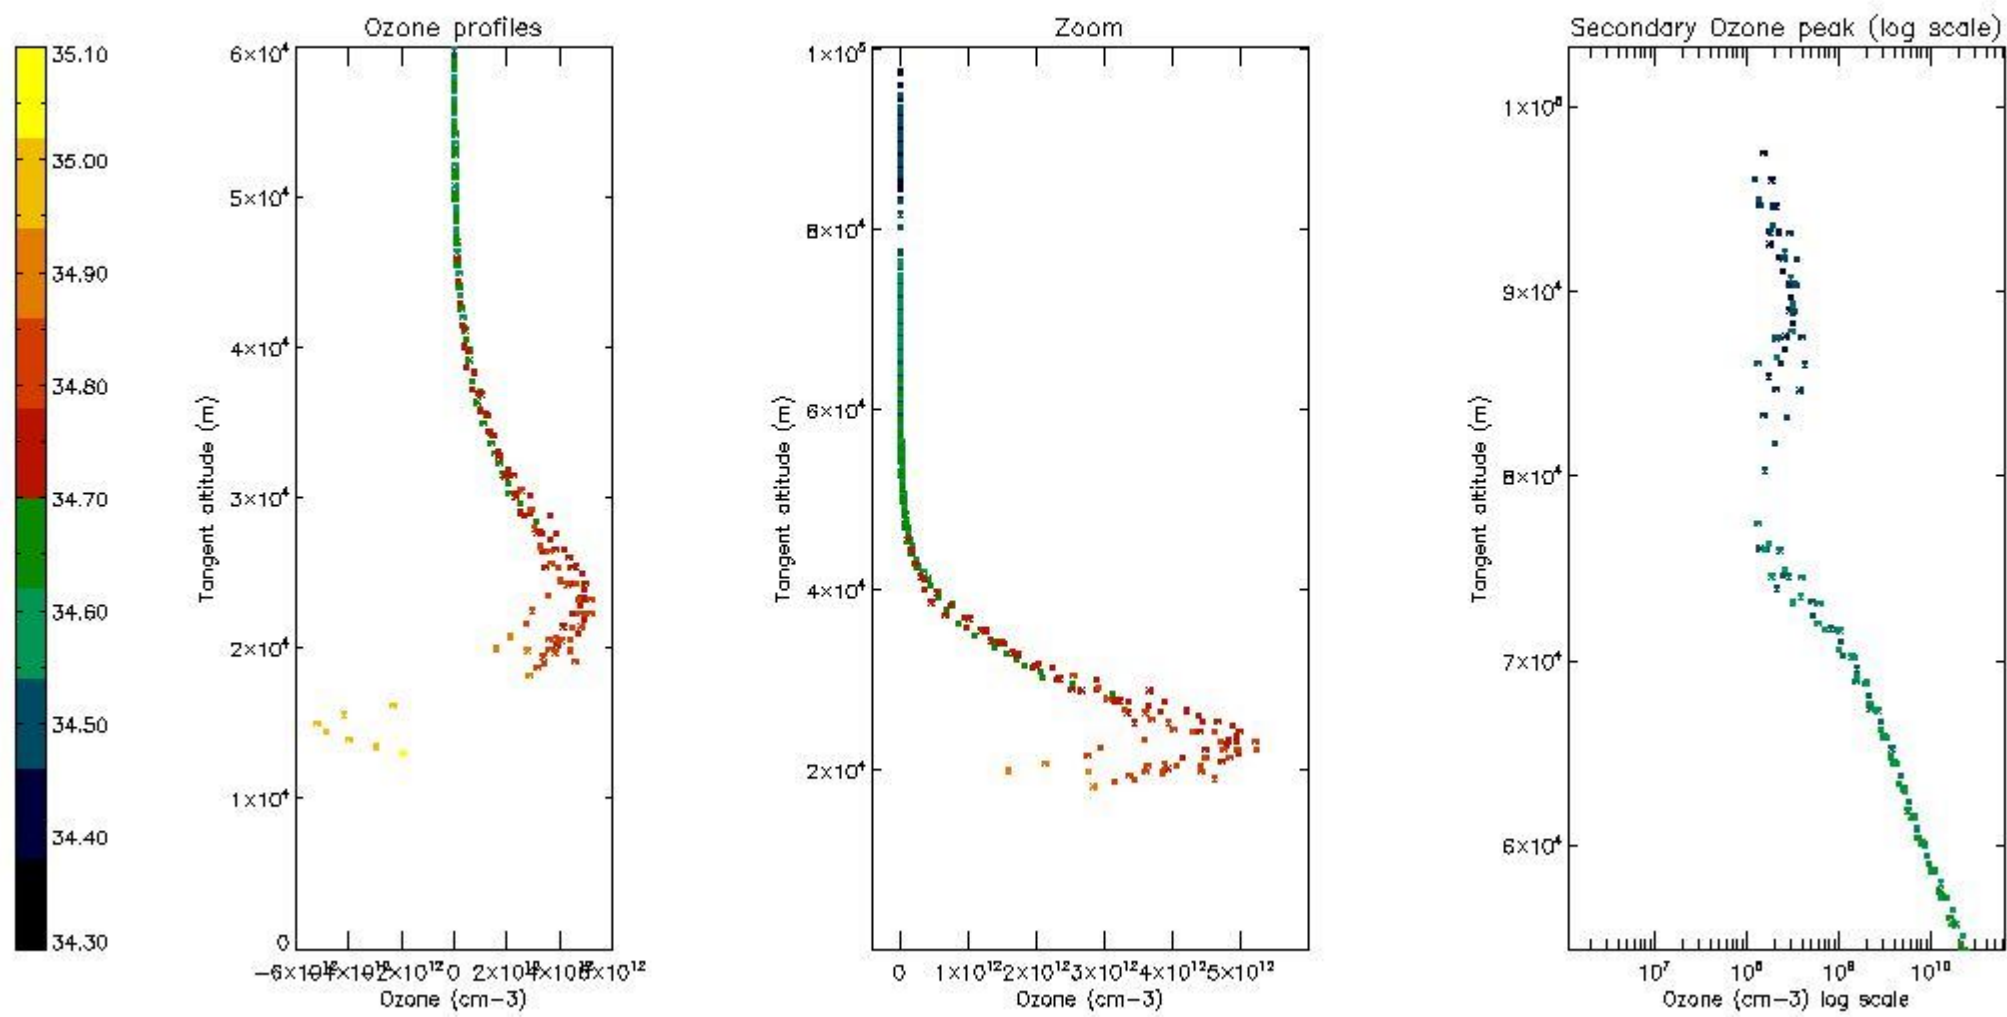 Ozone profiles
Zoom
Secondary Ozone peak (log scale)
35.10
35.00
34.90
34.80
34.70
34.60
34.50
34.40
34.30
6×10⁴
5×10⁴
4×10⁴
3×10⁴
2×10⁴
1×10⁴
0
Tangent altitude (m)
0
Ozone (cm−3)
1×10⁵
8×10⁴
6×10⁴
4×10⁴
2×10⁴
Tangent altitude (m)
0 1×10¹² 2×10¹² 3×10¹² 4×10¹² 5×10¹²
Ozone (cm−3)
9×10⁴
8×10⁴
7×10⁴
6×10⁴
Tangent altitude (m)
10⁷ 10⁸ 10⁹ 10¹⁰
Ozone (cm−3) log scale